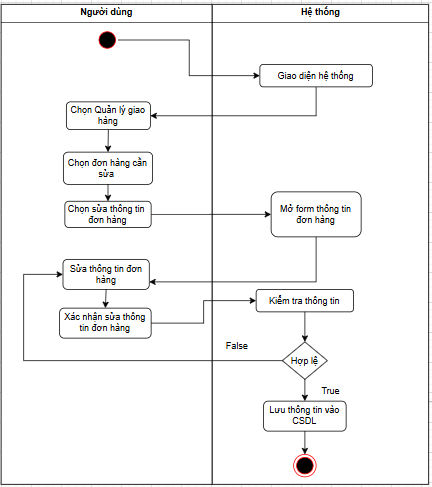 Người dùng
Hệ thống
Giao diện hệ thống
Chọn Quản lý giao
hàng
Chọn đơn hàng cần
sửa
Chọn sửa thông tin
đơn hàng
Mở form thông tin
đơn hàng
Sửa thông tin đơn
hàng
Xác nhận sửa thông
tin đơn hàng
Kiểm tra thông tin
False
Hợp lệ
True
Lưu thông tin vào
CSDL